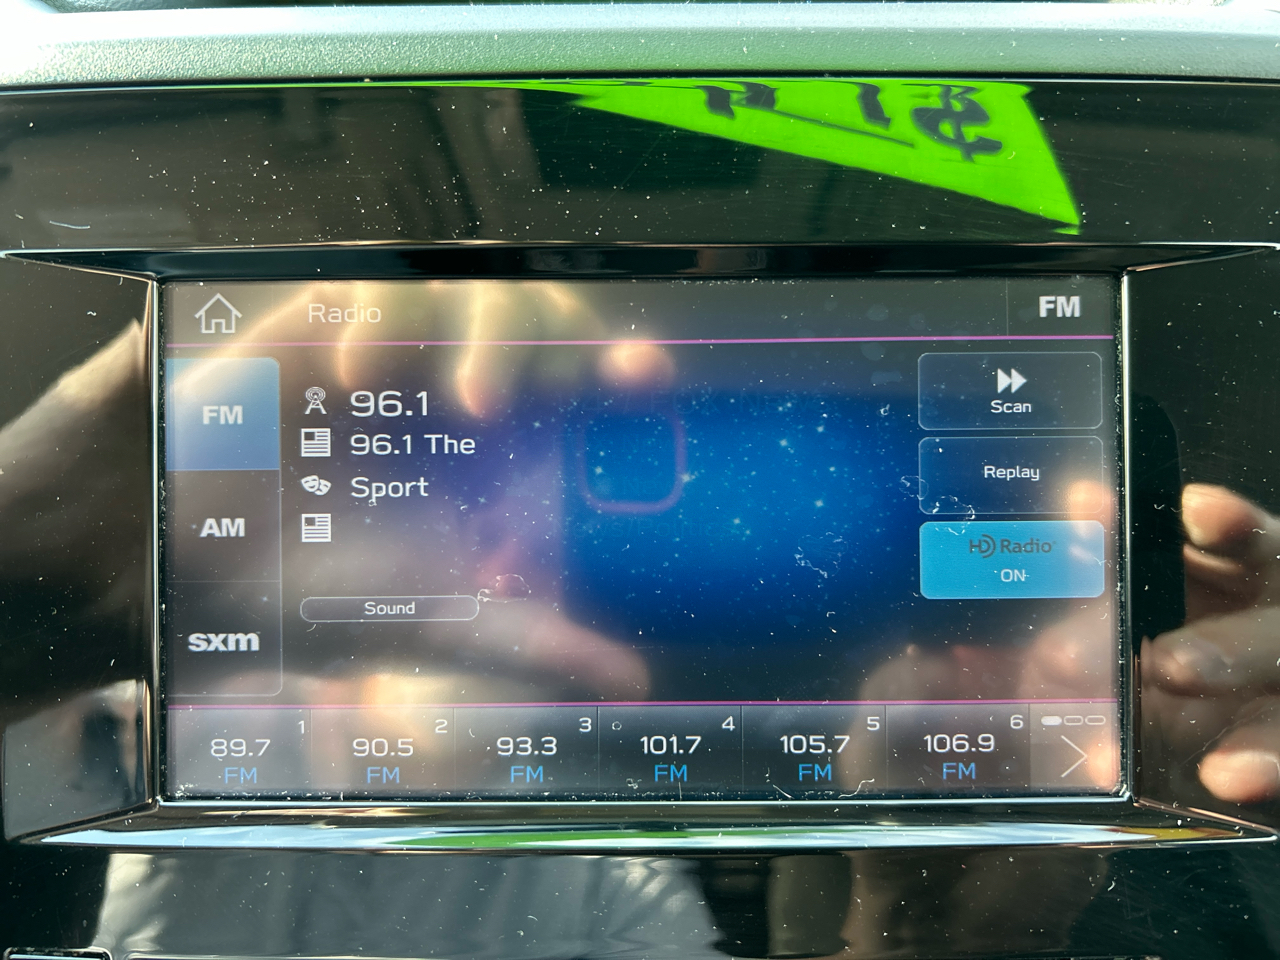 Radio
FM
FM
AM
sxm
96.1
96.1 The
Sport
Sound
Scan
Replay
HD Radio
ON
1
89.7
FM
2
90.5
FM
3
93.3
FM
4
101.7
FM
5
105.7
FM
6
106.9
FM